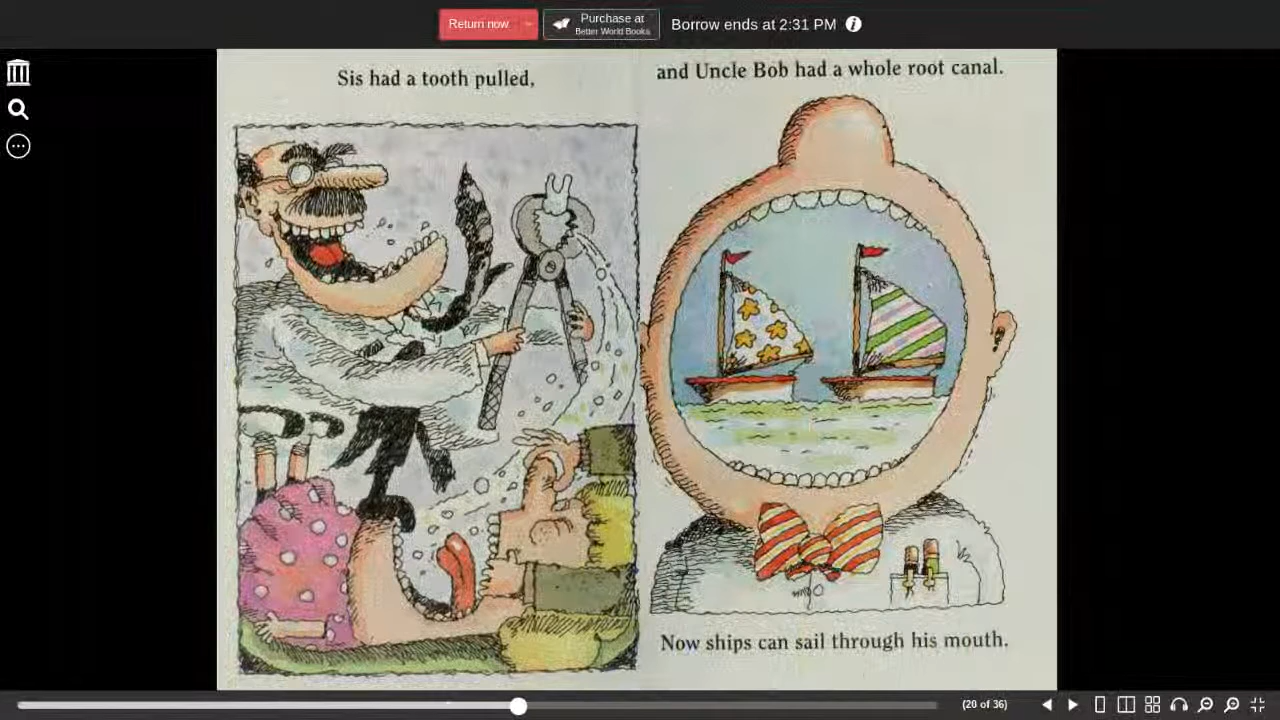 Return now
Purchase at
Better World Books
Borrow ends at 2:31 PM
Sis had a tooth pulled,
and Uncle Bob had a whole root canal.
Now ships can sail through his mouth.
(20 of 36)